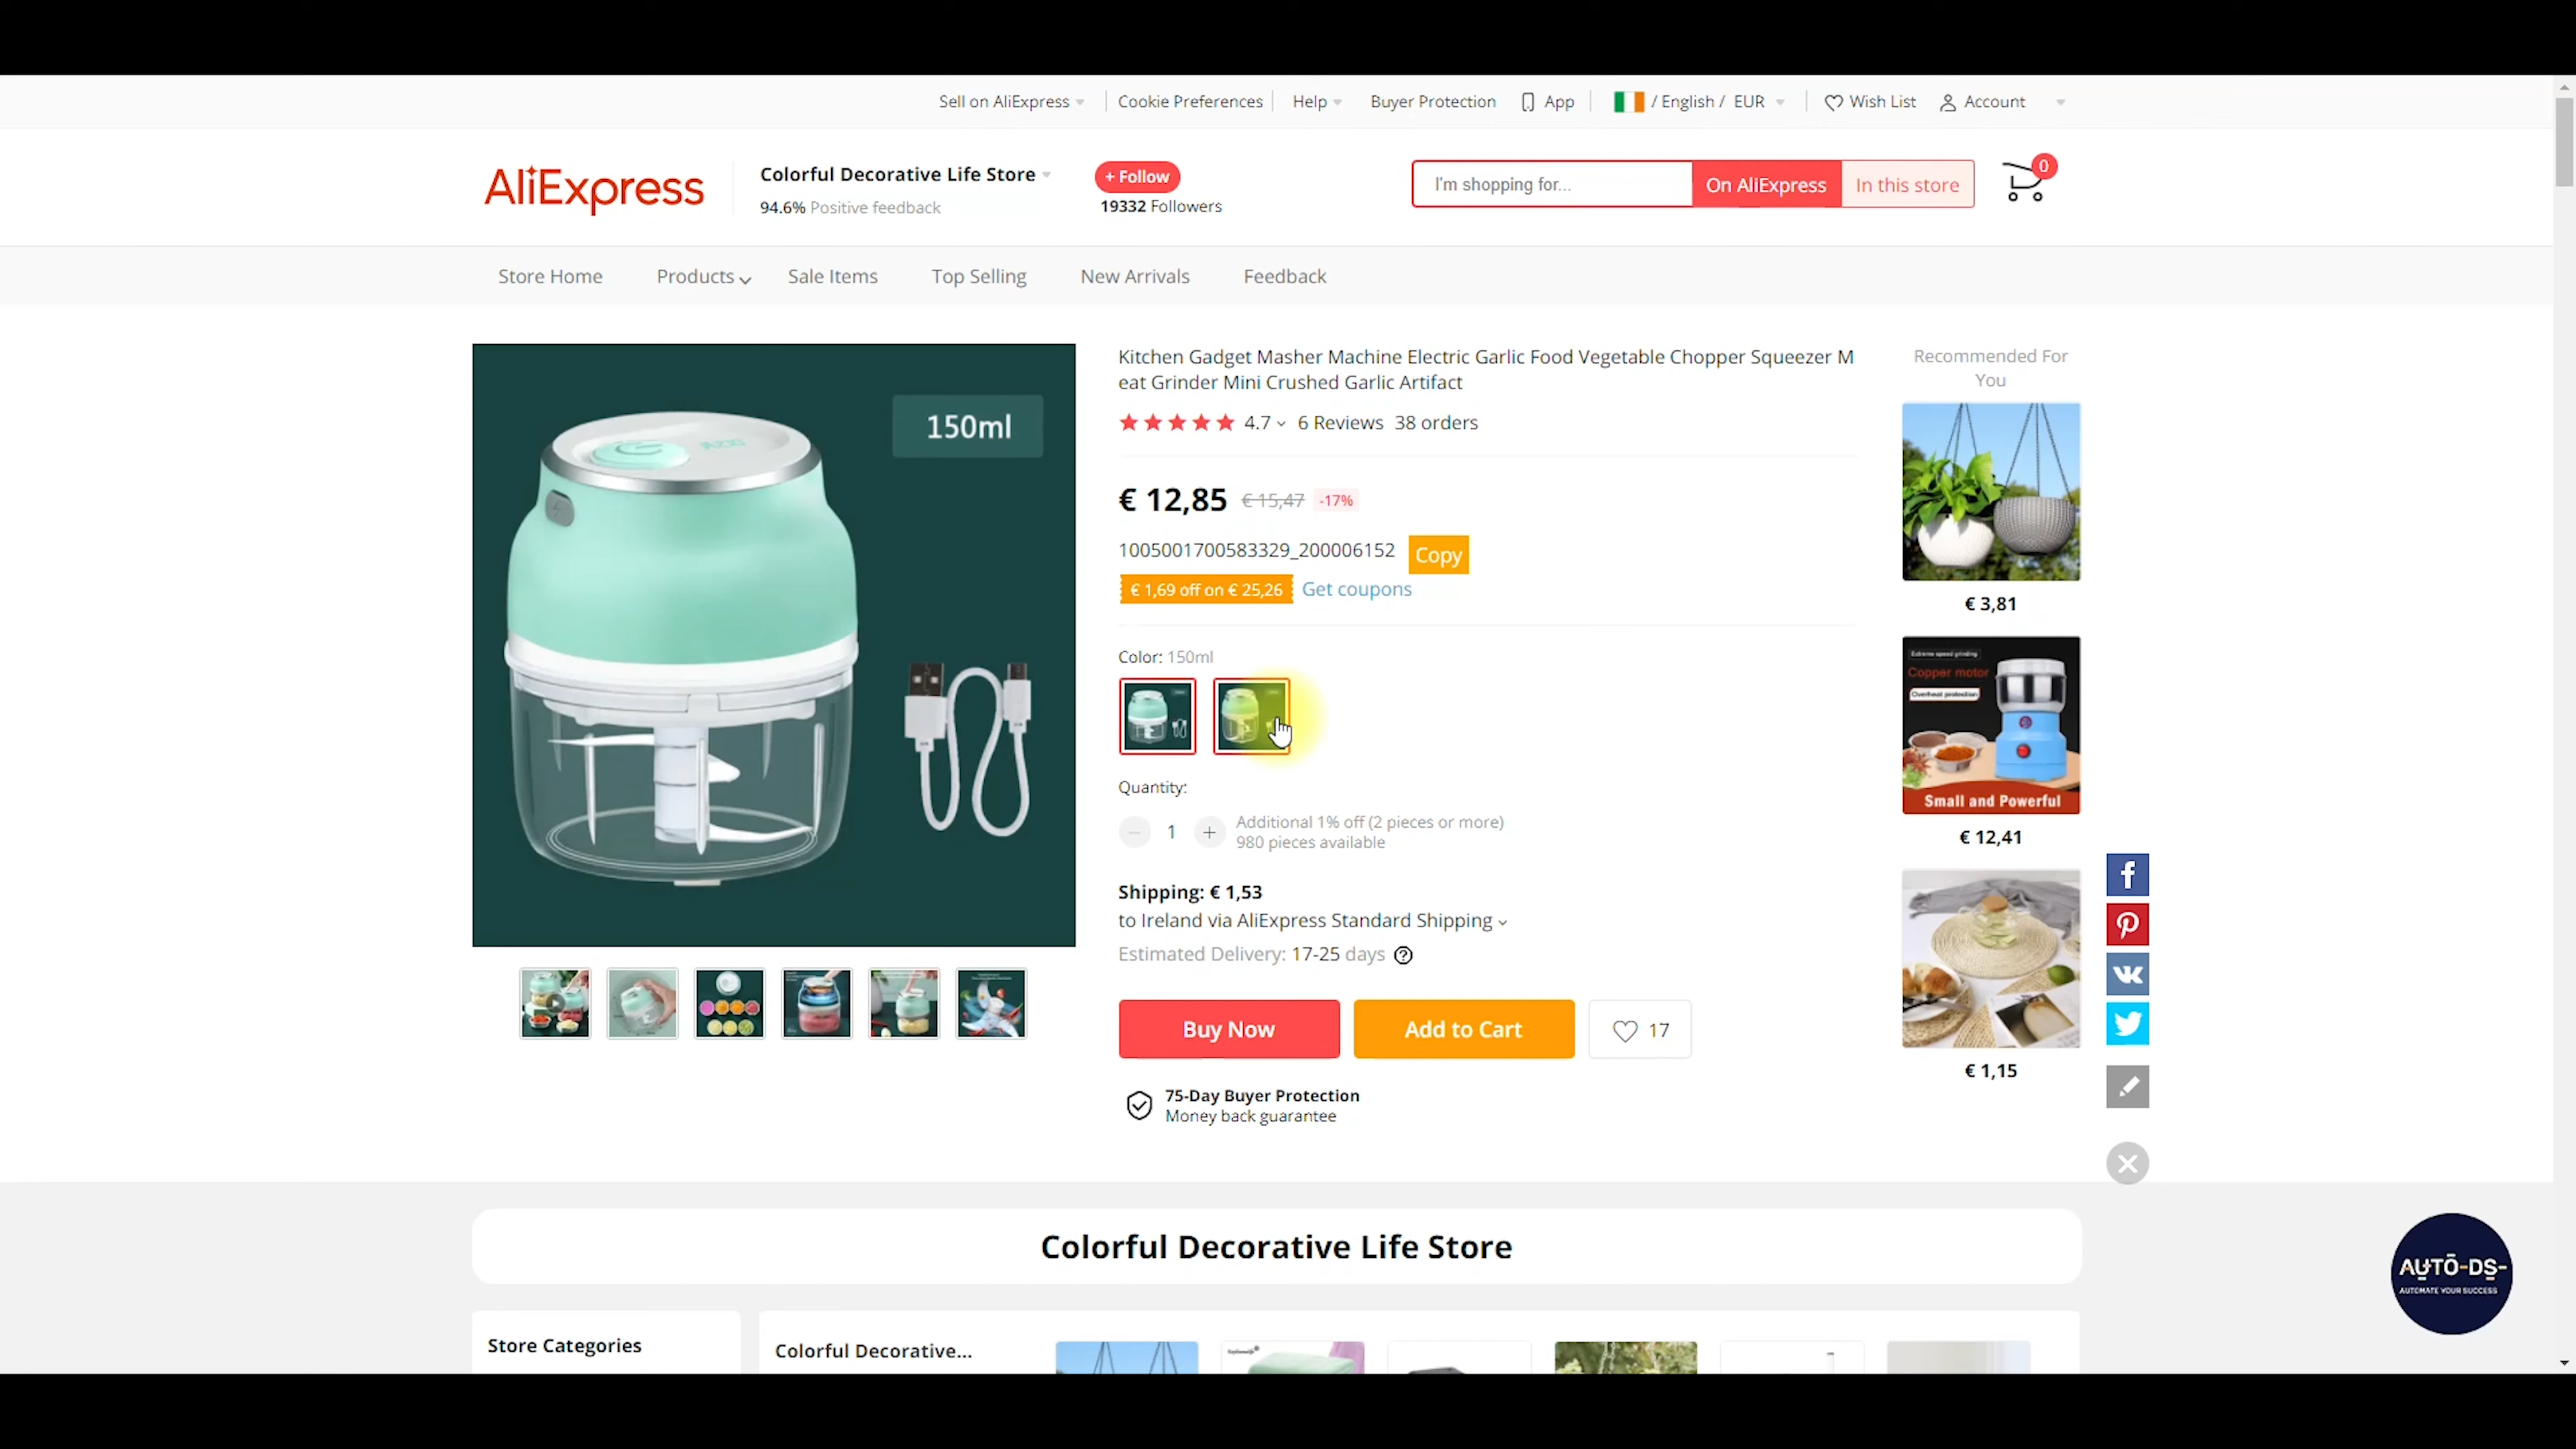 Sell on AliExpress
Cookie Preferences
Help
Buyer Protection
App
/ English / EUR
Wish List
Account
AliExpress
Colorful Decorative Life Store
94.6% Positive feedback
+ Follow
19332 Followers
I'm shopping for...
On AliExpress
In this store
0
Store Home
Products
Sale Items
Top Selling
New Arrivals
Feedback
150ml
Kitchen Gadget Masher Machine Electric Garlic Food Vegetable Chopper Squeezer M
eat Grinder Mini Crushed Garlic Artifact
4.7
6 Reviews
38 orders
€ 12,85
€ 15,47
-17%
1005001700583329_200006152
Copy
€ 1,69 off on € 25,26
Get coupons
Color: 150ml
Quantity:
1
Additional 1% off (2 pieces or more)
980 pieces available
Shipping: € 1,53
to Ireland via AliExpress Standard Shipping
Estimated Delivery: 17-25 days
Buy Now
Add to Cart
17
75-Day Buyer Protection
Money back guarantee
Recommended For
You
€ 3,81
Extreme speed grinding
Copper motor
Overheat protection
Small and Powerful
€ 12,41
€ 1,15
Colorful Decorative Life Store
AUTO-DS-
AUTOMATE YOUR SUCCESS
Store Categories
Colorful Decorative...